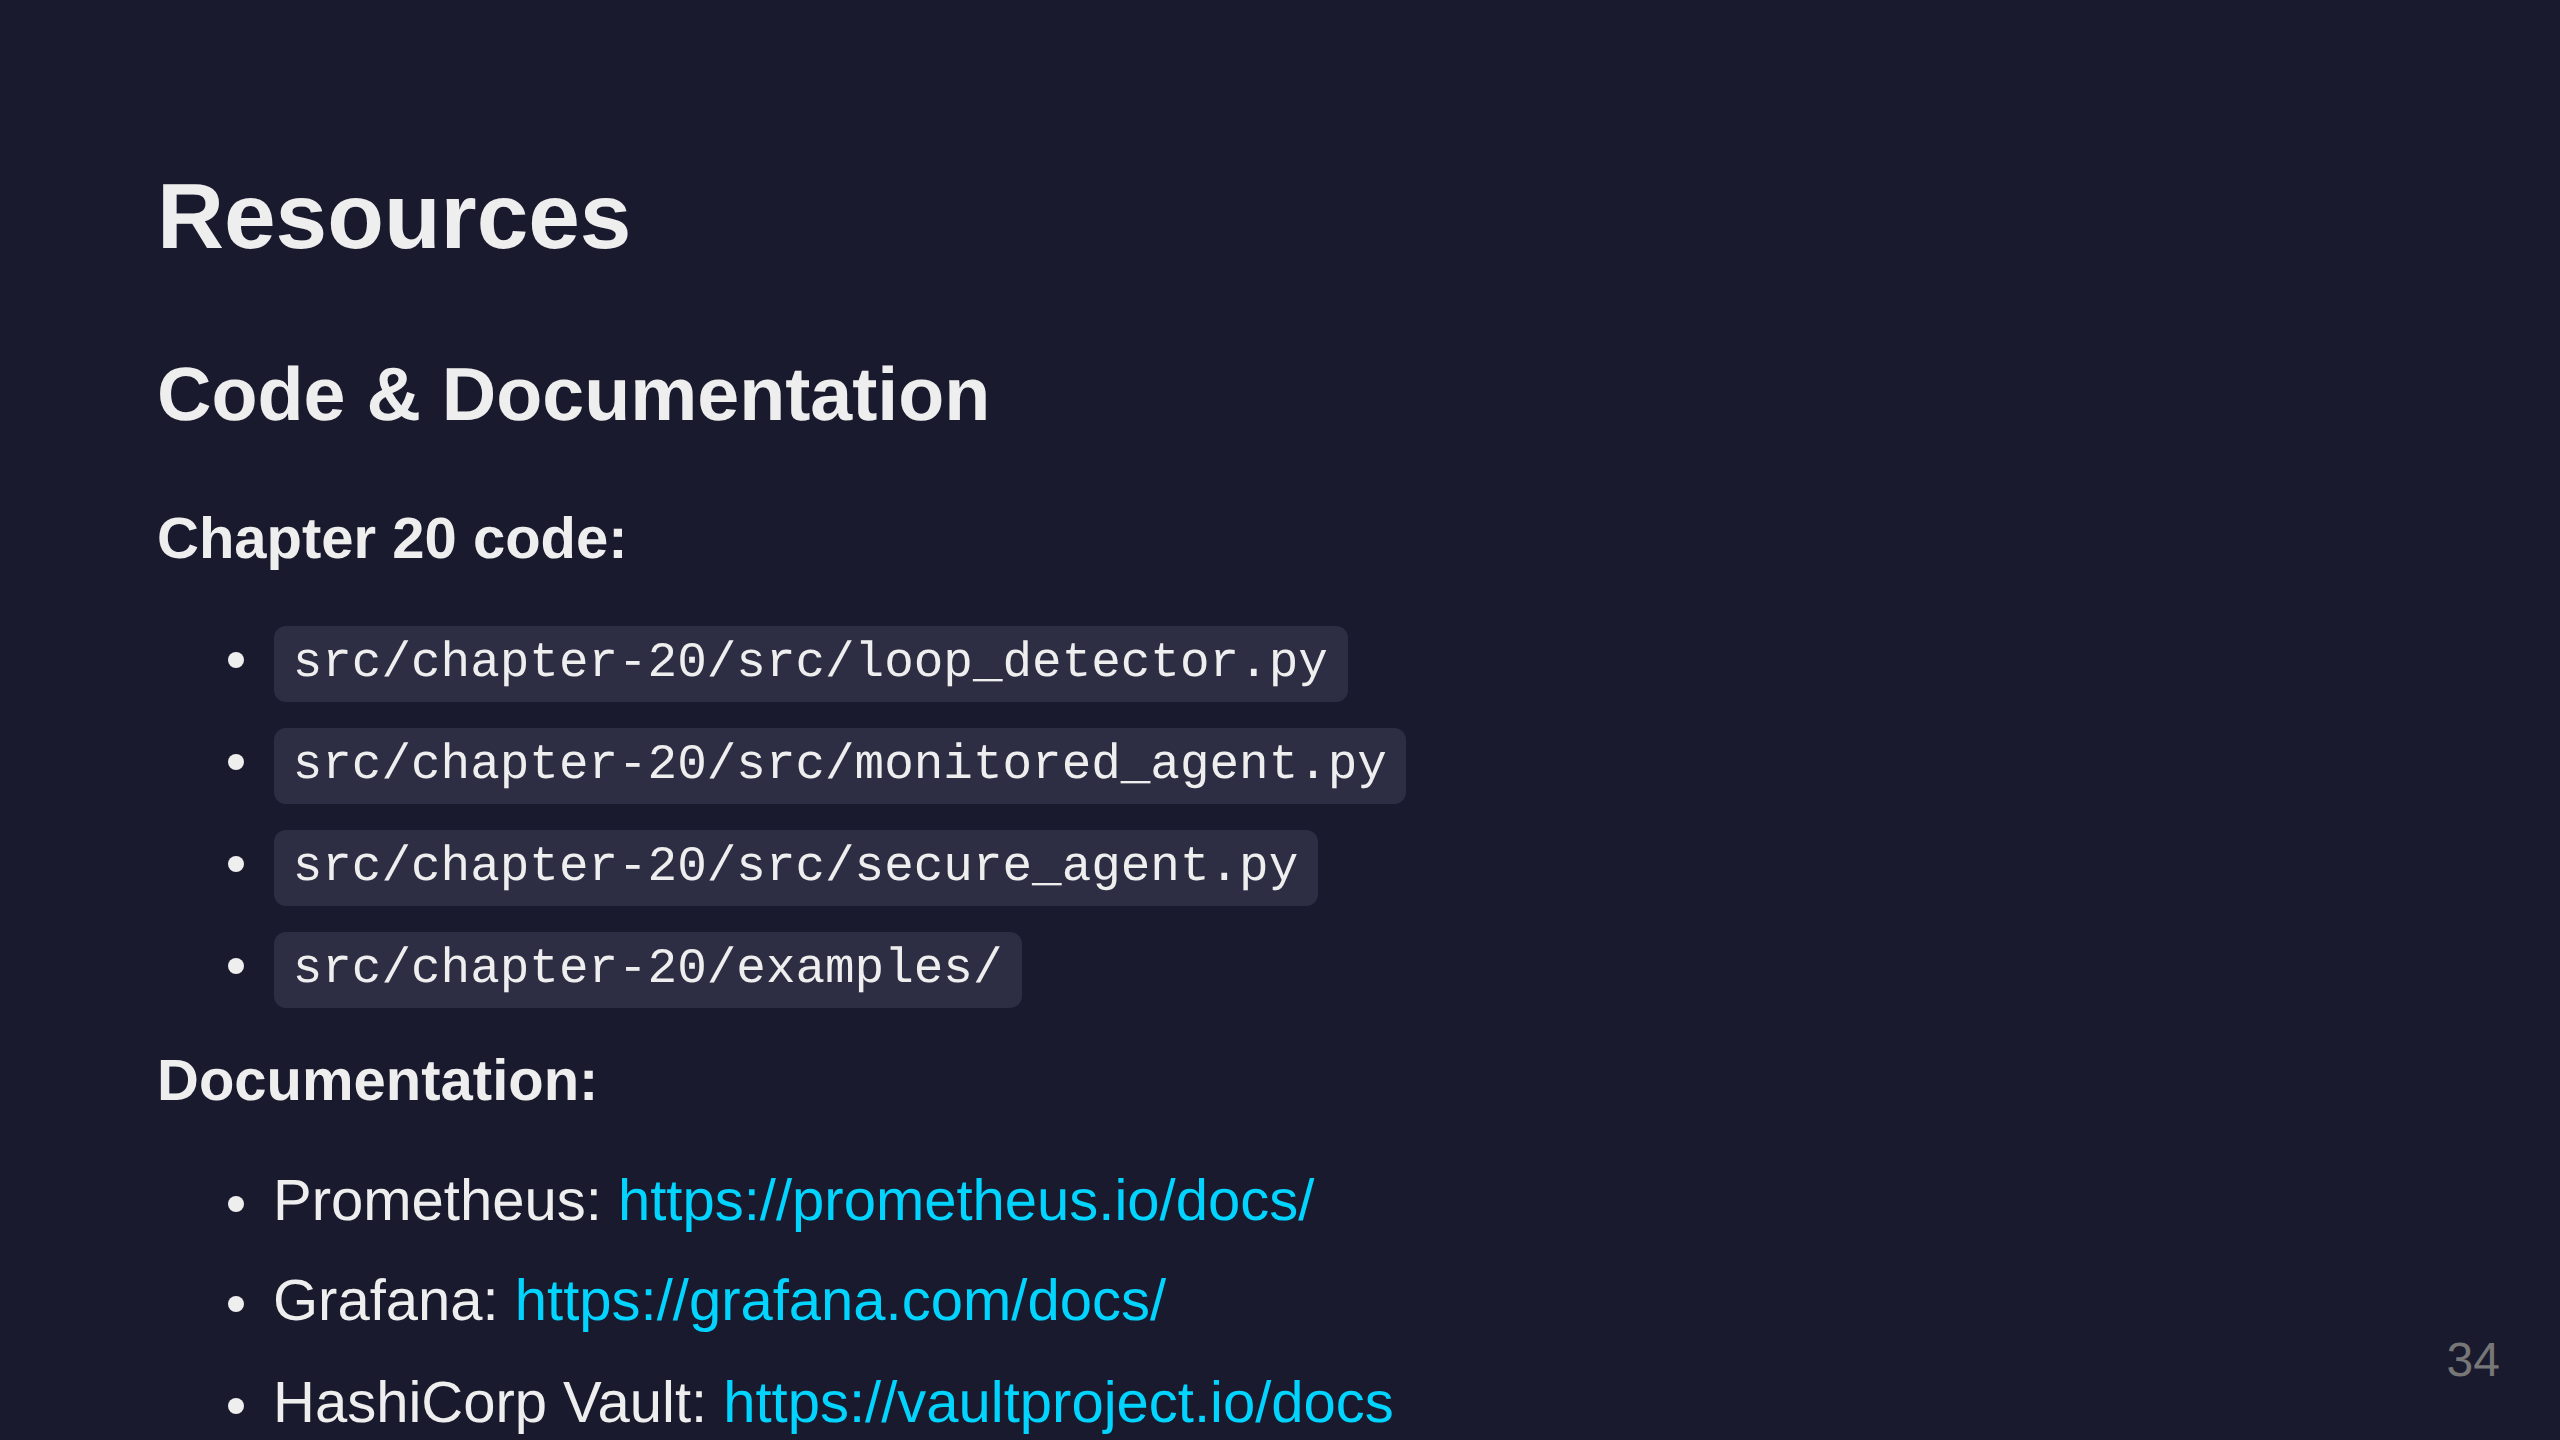 Resources
Code & Documentation
Chapter 20 code:
• src/chapter-20/src/loop_detector.py
• src/chapter-20/src/monitored_agent.py
• src/chapter-20/src/secure_agent.py
• src/chapter-20/examples/
Documentation:
• Prometheus: https://prometheus.io/docs/
• Grafana: https://grafana.com/docs/
• HashiCorp Vault: https://vaultproject.io/docs
34